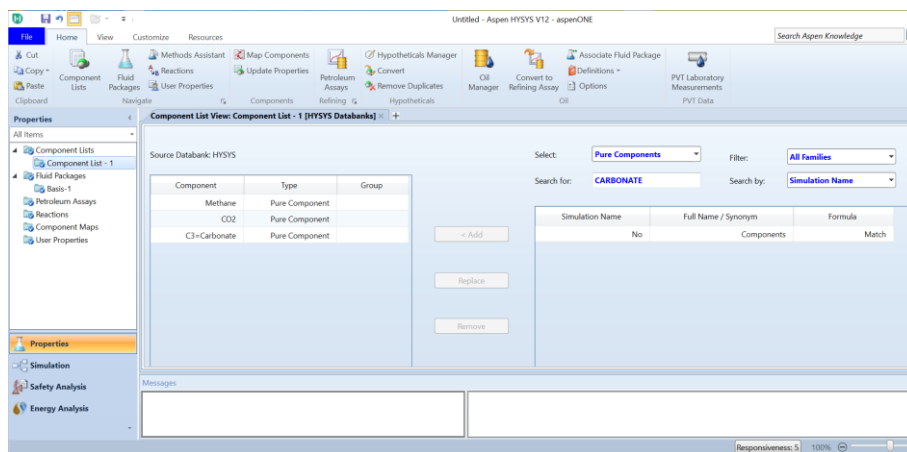 Untitled - Aspen HYSYS V12 - aspenONE
File Home View Customize Resources Search Aspen Knowledge
Cut
Copy
Paste
Clipboard
Component Lists
Fluid Packages
Methods Assistant
Reactions
User Properties
Navigate
Map Components
Update Properties
Components
Petroleum Assays
Refining
Hypotheticals Manager
Convert
Remove Duplicates
Hypotheticals
Oil Manager
Convert to Refining Assay
Associate Fluid Package
Definitions
Options
Oil
PVT Laboratory Measurements
PVT Data
Properties
All Items
Component Lists
Component List - 1
Fluid Packages
Basis-1
Petroleum Assays
Reactions
Component Maps
User Properties
Properties
Simulation
Safety Analysis
Energy Analysis
Component List View: Component List - 1 [HYSYS Databanks] × +
Source Databank: HYSYS
Component Type Group
Methane Pure Component
CO2 Pure Component
C3=Carbonate Pure Component
< Add
Replace
Remove
Select: Pure Components Filter: All Families
Search for: CARBONATE Search by: Simulation Name
Simulation Name Full Name / Synonym Formula
No Components Match
Messages
Responsiveness: 5 100%